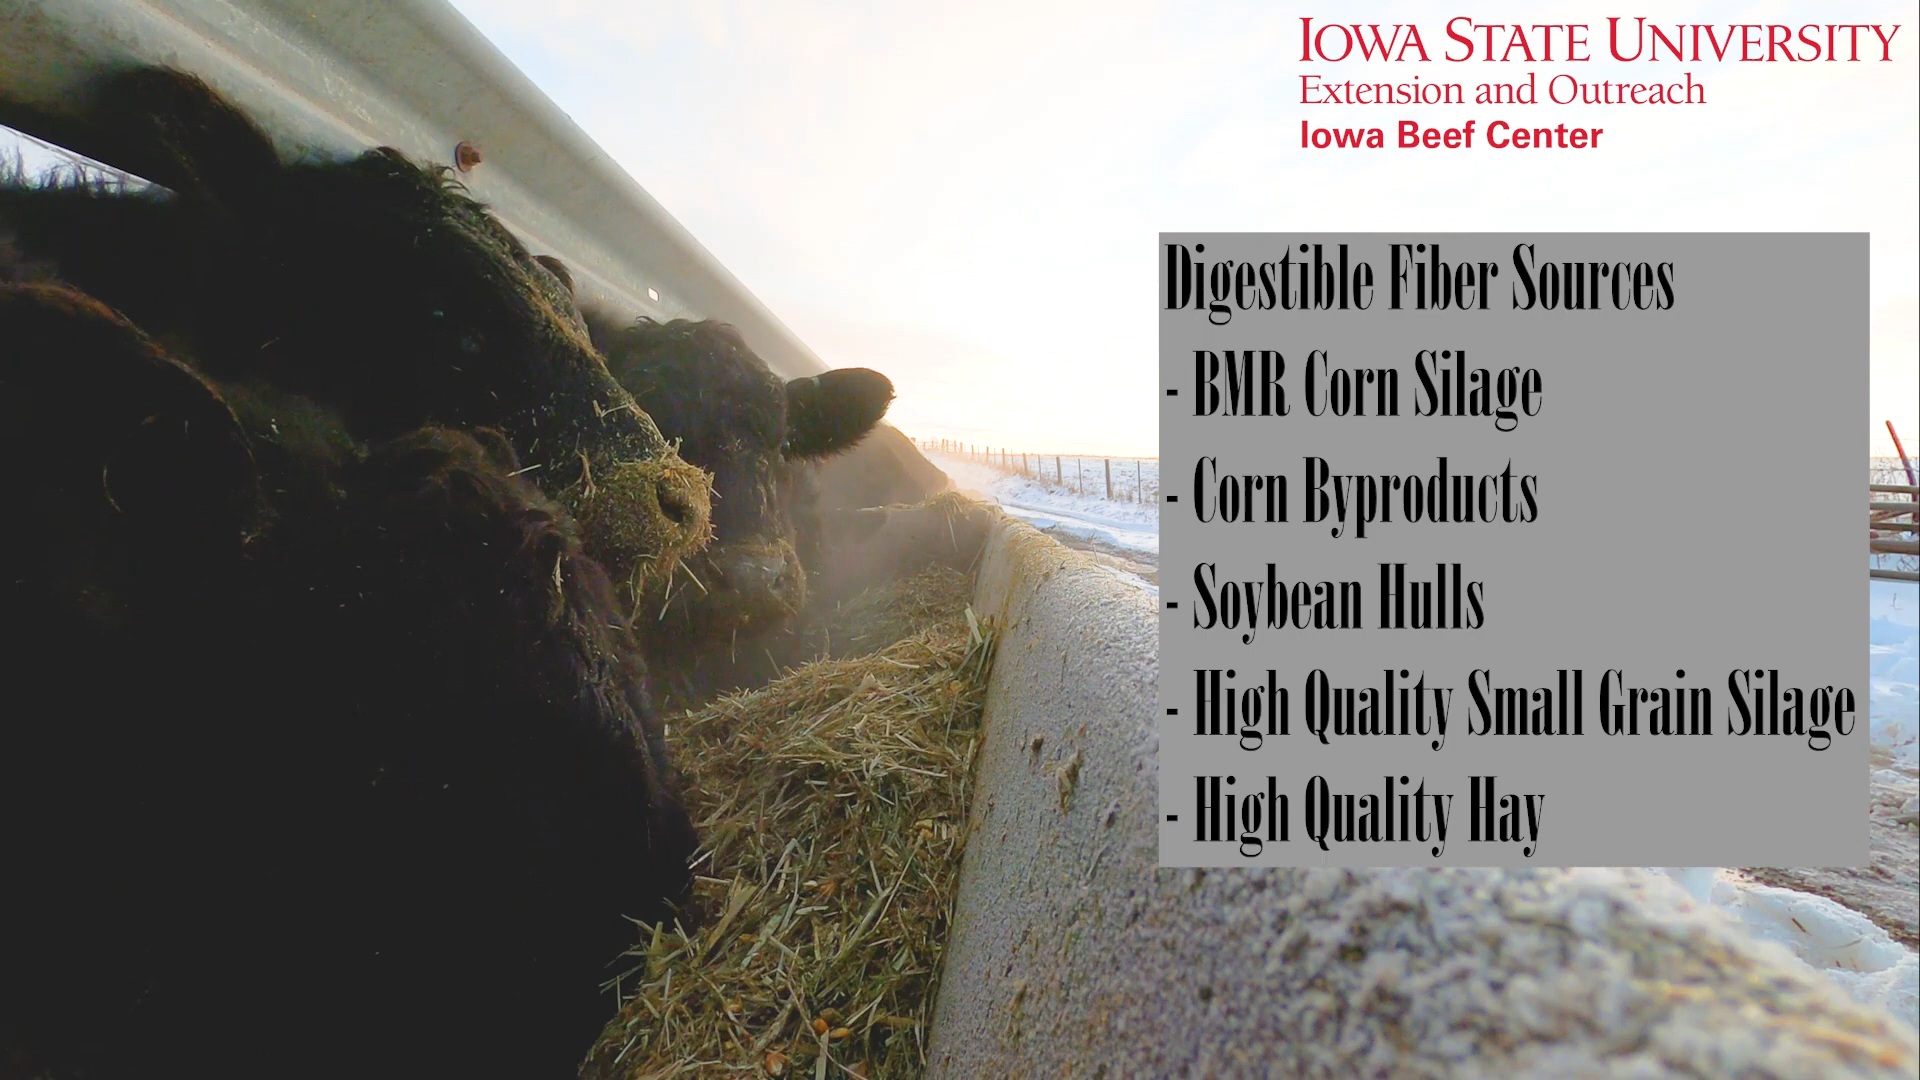 IOWA STATE UNIVERSITY
Extension and Outreach
Iowa Beef Center
Digestible Fiber Sources
- BMR Corn Silage
- Corn Byproducts
- Soybean Hulls
- High Quality Small Grain Silage
- High Quality Hay